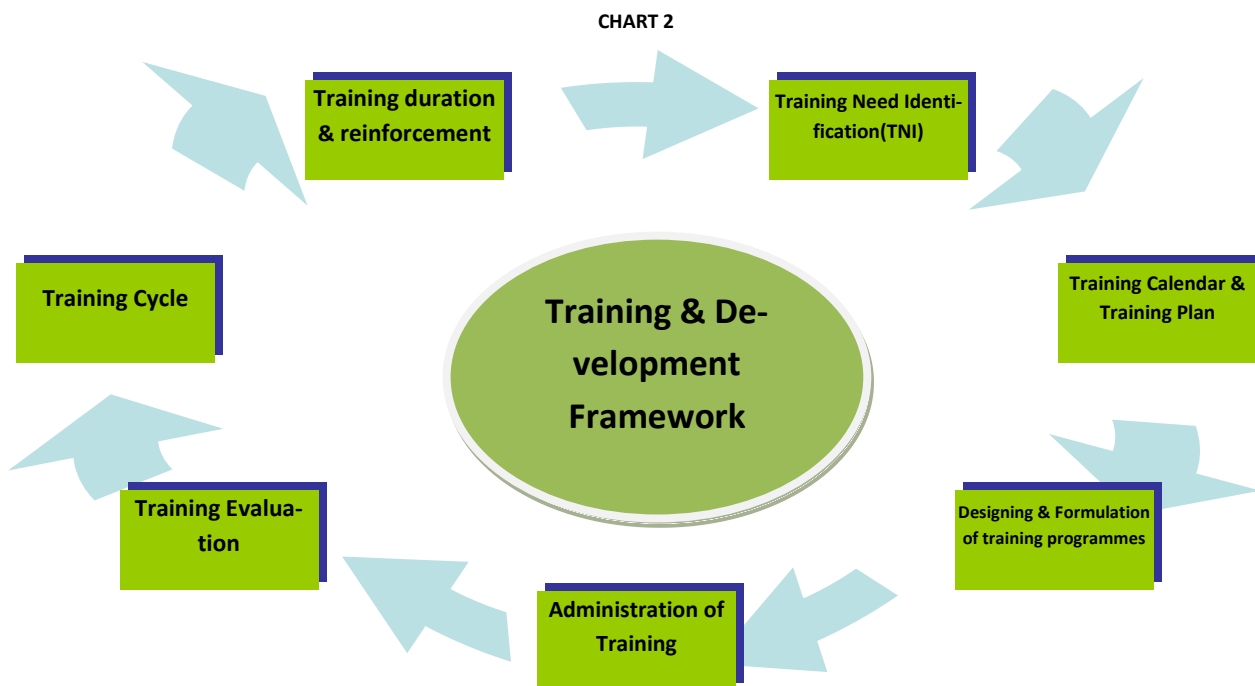 CHART 2
Training duration
& reinforcement
Training Need Identi-
fication(TNI)
Training Cycle
Training & De-
velopment
Framework
Training Calendar &
Training Plan
Training Evalua-
tion
Designing & Formulation
of training programmes
Administration of
Training